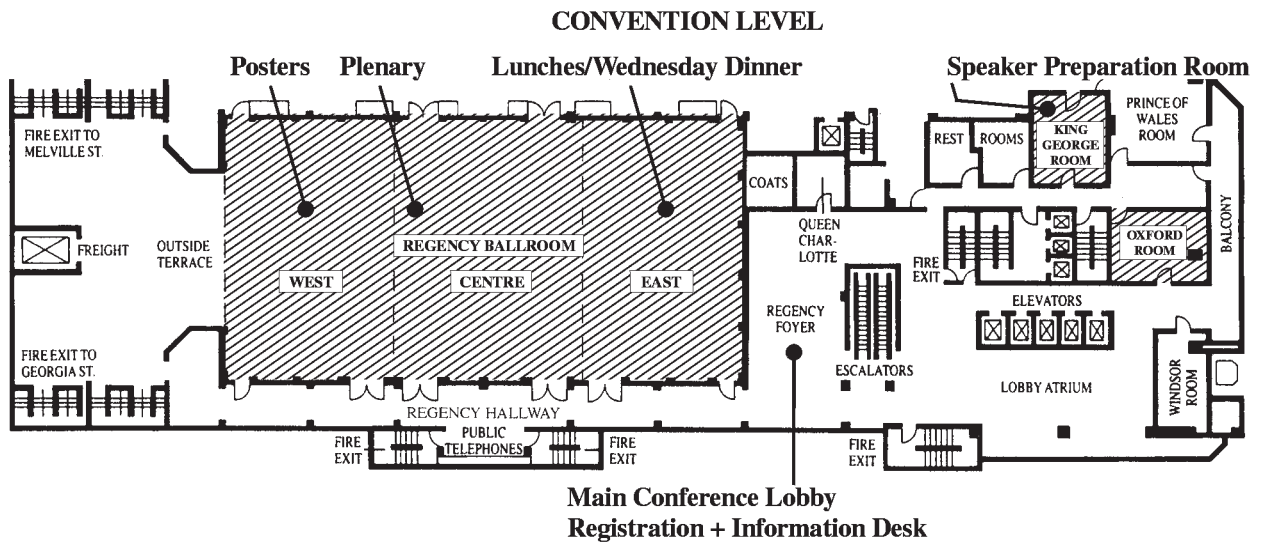 CONVENTION LEVEL
Posters
Plenary
Lunches/Wednesday Dinner
Speaker Preparation Room
FIRE EXIT TO
MELVILLE ST.
FREIGHT
OUTSIDE
TERRACE
FIRE EXIT TO
GEORGIA ST.
REGENCY BALLROOM
WEST
CENTRE
EAST
REGENCY HALLWAY
PUBLIC
TELEPHONES
FIRE
EXIT
FIRE
EXIT
COATS
QUEEN
CHAR-
LOTTE
REGENCY
FOYER
ESCALATORS
FIRE
EXIT
REST
ROOMS
KING
GEORGE
ROOM
PRINCE OF
WALES
ROOM
BALCONY
OXFORD
ROOM
FIRE
EXIT
ELEVATORS
LOBBY ATRIUM
WINDSOR
ROOM
Main Conference Lobby
Registration + Information Desk